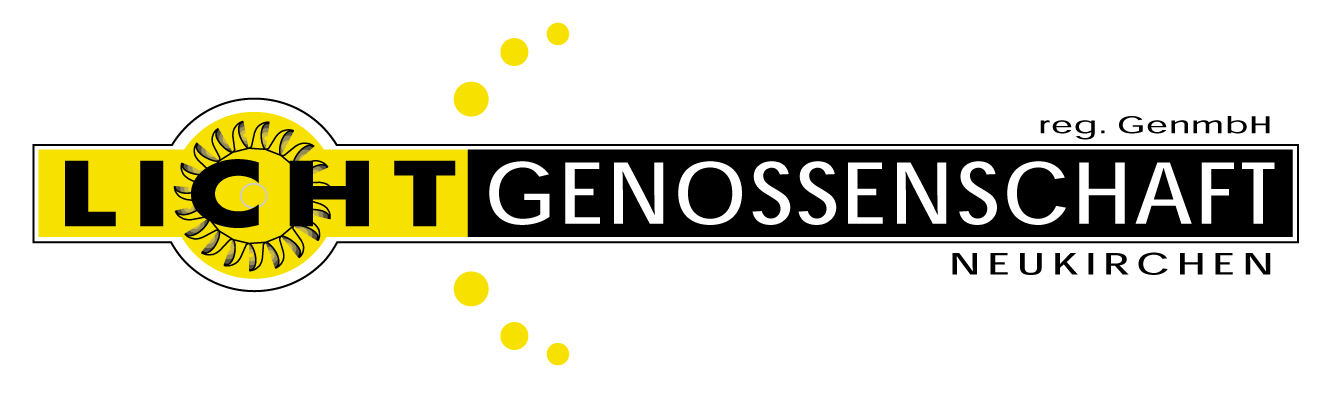 reg. GenmbH
LICHTGENOSSENSCHAFT
NEUKIRCHEN